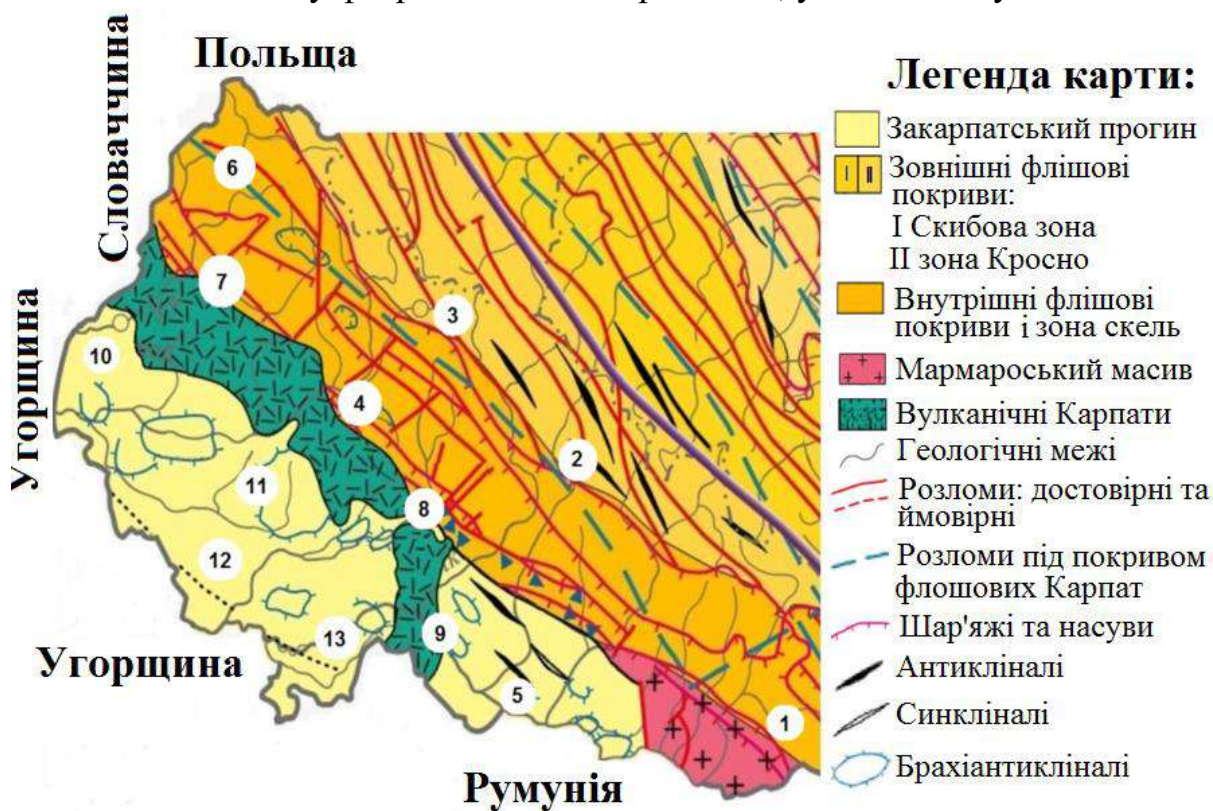 Польща
Словаччина
Угорщина
Угорщина
Румунія
6
7
3
10
4
2
11
8
12
9
13
5
1
Легенда карти:
Закарпатський прогин
I II
Зовнішні флішові
покриви:
I Скибова зона
II зона Кросно
Внутрішні флішові
покриви і зона скель
Мармароський масив
Вулканічні Карпати
Геологічні межі
Розломи: достовірні та
ймовірні
Розломи під покривом
флошових Карпат
Шар'яжі та насуви
Антикліналі
Синкліналі
Брахіантикліналі